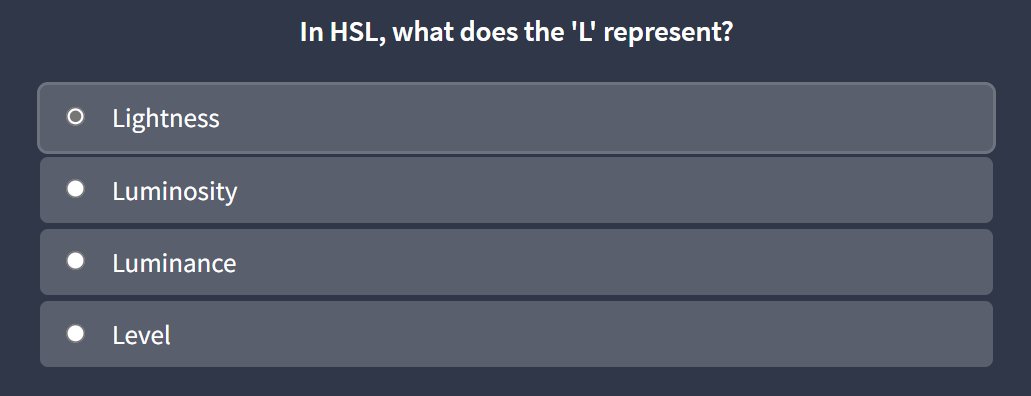 In HSL, what does the 'L' represent?
Lightness
Luminosity
Luminance
Level